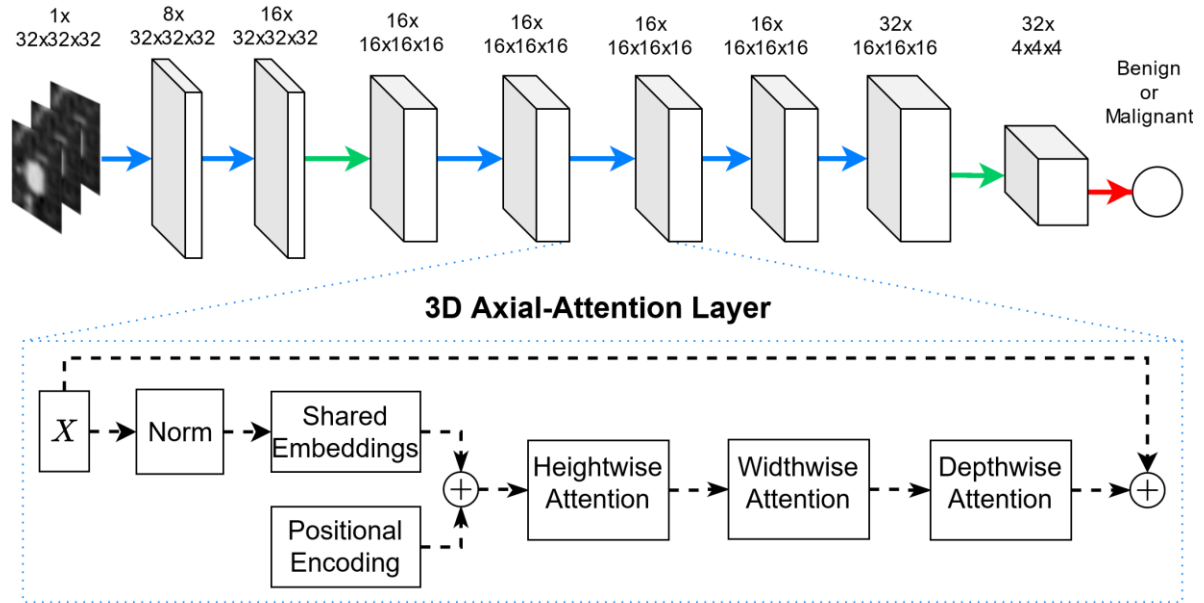 1x
32x32x32
8x
32x32x32
16x
32x32x32
16x
16x16x16
16x
16x16x16
16x
16x16x16
16x
16x16x16
32x
16x16x16
32x
4x4x4
Benign
or
Malignant
3D Axial-Attention Layer
X
Norm
Shared
Embeddings
Positional
Encoding
+
Heightwise
Attention
Widthwise
Attention
Depthwise
Attention
+